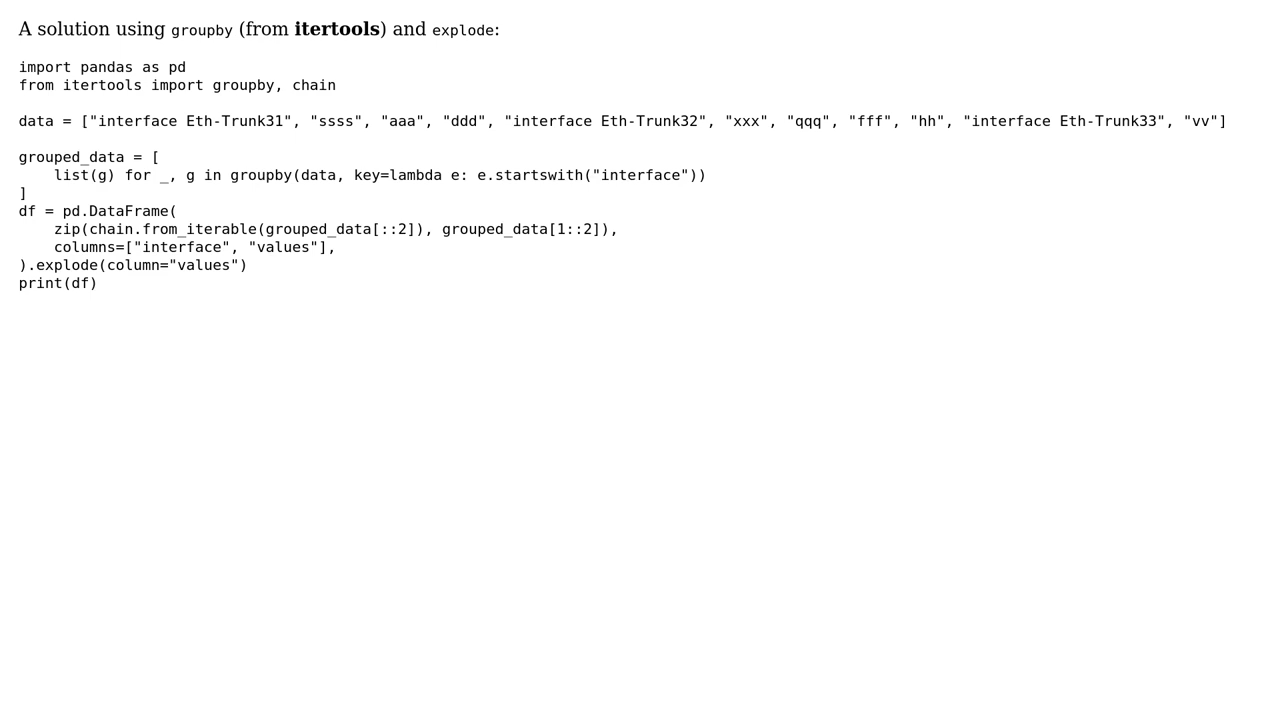 A solution using groupby (from itertools) and explode:
import pandas as pd
from itertools import groupby, chain
data = ["interface Eth-Trunk31", "ssss", "aaa", "ddd", "interface Eth-Trunk32", "xxx", "qqq", "fff", "hh", "interface Eth-Trunk33", "vv"]
grouped_data = [
    list(g) for _, g in groupby(data, key=lambda e: e.startswith("interface"))
]
df = pd.DataFrame(
    zip(chain.from_iterable(grouped_data[::2]), grouped_data[1::2]),
    columns=["interface", "values"],
).explode(column="values")
print(df)